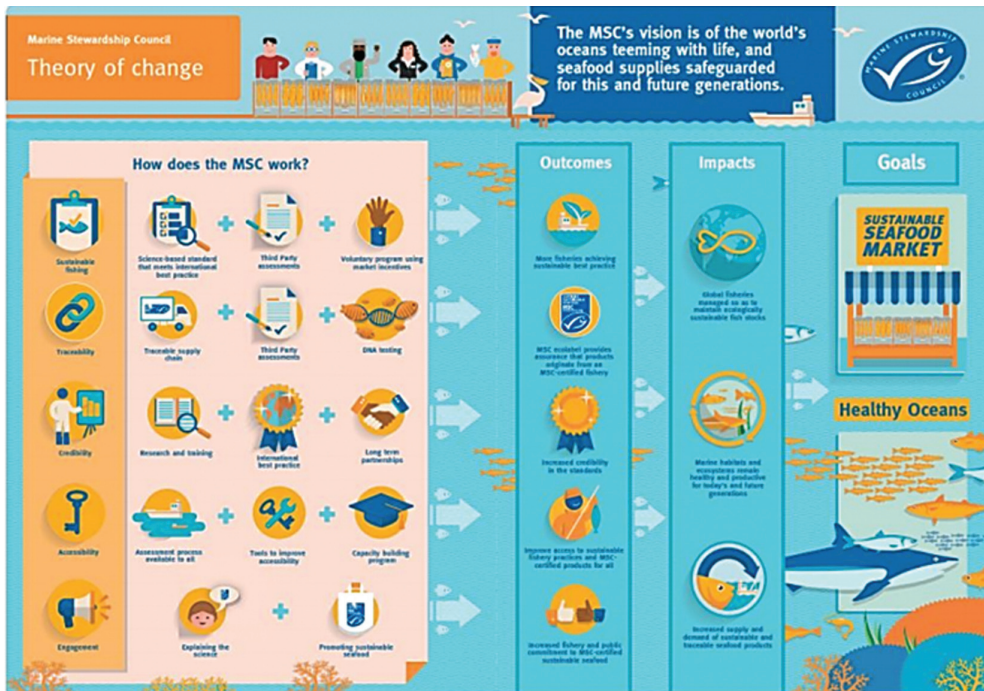 Marine Stewardship Council
Theory of change
The MSC's vision is of the world's
oceans teeming with life, and
seafood supplies safeguarded
for this and future generations.
MARINE STEWARDSHIP
COUNCIL
How does the MSC work?
Sustainable
fishing
Science-based standard
that meets international
best practice
Third Party
assessments
Voluntary program using
market incentives
Traceability
Traceable supply
chain
Third Party
assessments
DNA testing
Credibility
Research and training
International
best practice
Long term
partnerships
Accessibility
Assessment process
available to all
Tools to improve
accessibility
Capacity building
program
Engagement
Explaining the
science
Promoting sustainable
seafood
Outcomes
More fisheries achieving
sustainable best practice
MSC ecolabel provides
assurance that products
originate from an
MSC-certified fishery
Increased credibility
in the standards
Improve access to sustainable
fishery practices and MSC-
certified products for all
Increased fishery and public
commitment to MSC-certified
sustainable seafood
Impacts
Global fisheries
managed so as to
maintain ecologically
sustainable fish stocks
Marine habitats and
ecosystems remain
healthy and productive
for today's and future
generations
Increased supply and
demand of sustainable and
traceable seafood products
Goals
SUSTAINABLE
SEAFOOD
MARKET
Healthy Oceans